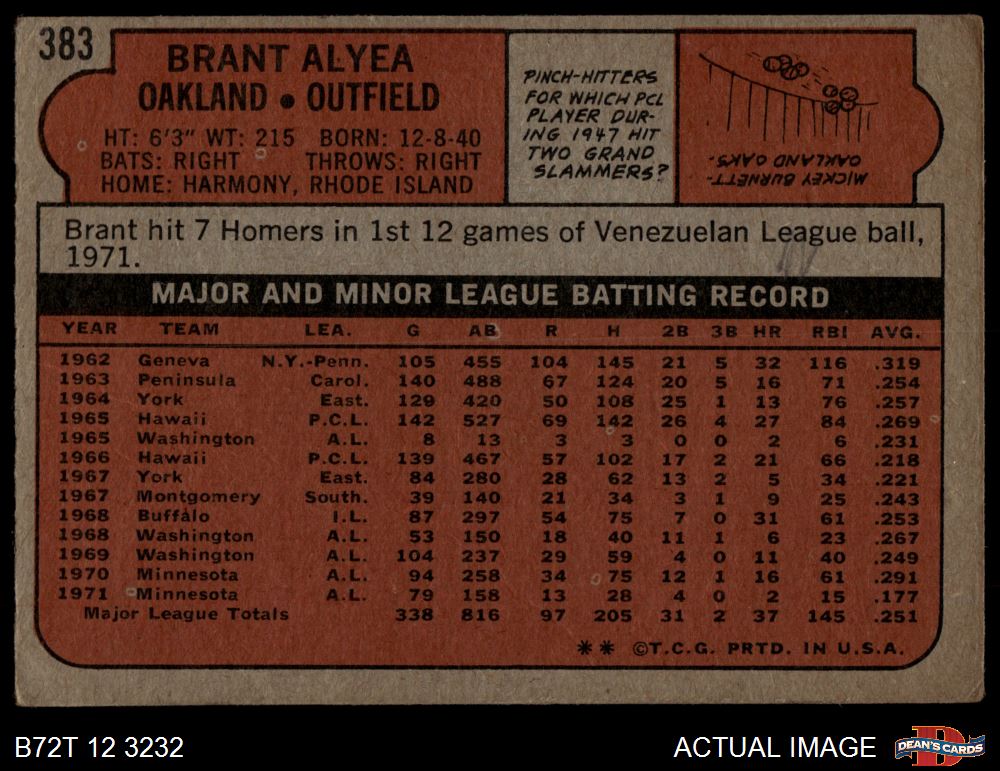 383
BRANT ALYEA
OAKLAND • OUTFIELD
HT: 6'3" WT: 215 BORN: 12-8-40
BATS: RIGHT THROWS: RIGHT
HOME: HARMONY, RHODE ISLAND
PINCH-HITTERS
FOR WHICH PCL
PLAYER DUR-
ING 1947 HIT
TWO GRAND
SLAMMERS?
MICKEY BURNETT-
OAKLAND OAKS.
Brant hit 7 Homers in 1st 12 games of Venezuelan League ball,
1971.
MAJOR AND MINOR LEAGUE BATTING RECORD
YEAR TEAM LEA. G AB R H 2B 3B HR RBI AVG.
1962 Geneva N.Y.-Penn. 105 455 104 145 21 5 32 116 .319
1963 Peninsula Carol. 140 488 67 124 20 5 16 71 .254
1964 York East. 129 420 50 108 25 1 13 76 .257
1965 Hawaii P.C.L. 142 527 69 142 26 4 27 84 .269
1965 Washington A.L. 8 13 3 3 0 0 2 6 .231
1966 Hawaii P.C.L. 139 467 57 102 17 2 21 66 .218
1967 York East. 84 280 28 62 13 2 5 34 .221
1967 Montgomery South. 39 140 21 34 3 1 9 25 .243
1968 Buffalo I.L. 87 297 54 75 7 0 31 61 .253
1968 Washington A.L. 53 150 18 40 11 1 6 23 .267
1969 Washington A.L. 104 237 29 59 4 0 11 40 .249
1970 Minnesota A.L. 94 258 34 75 12 1 16 61 .291
1971 Minnesota A.L. 79 158 13 28 4 0 2 15 .177
Major League Totals 338 816 97 205 31 2 37 145 .251
** ©T.C.G. PRTD. IN U.S.A.
B72T 12 3232
ACTUAL IMAGE
DEAN'S CARDS